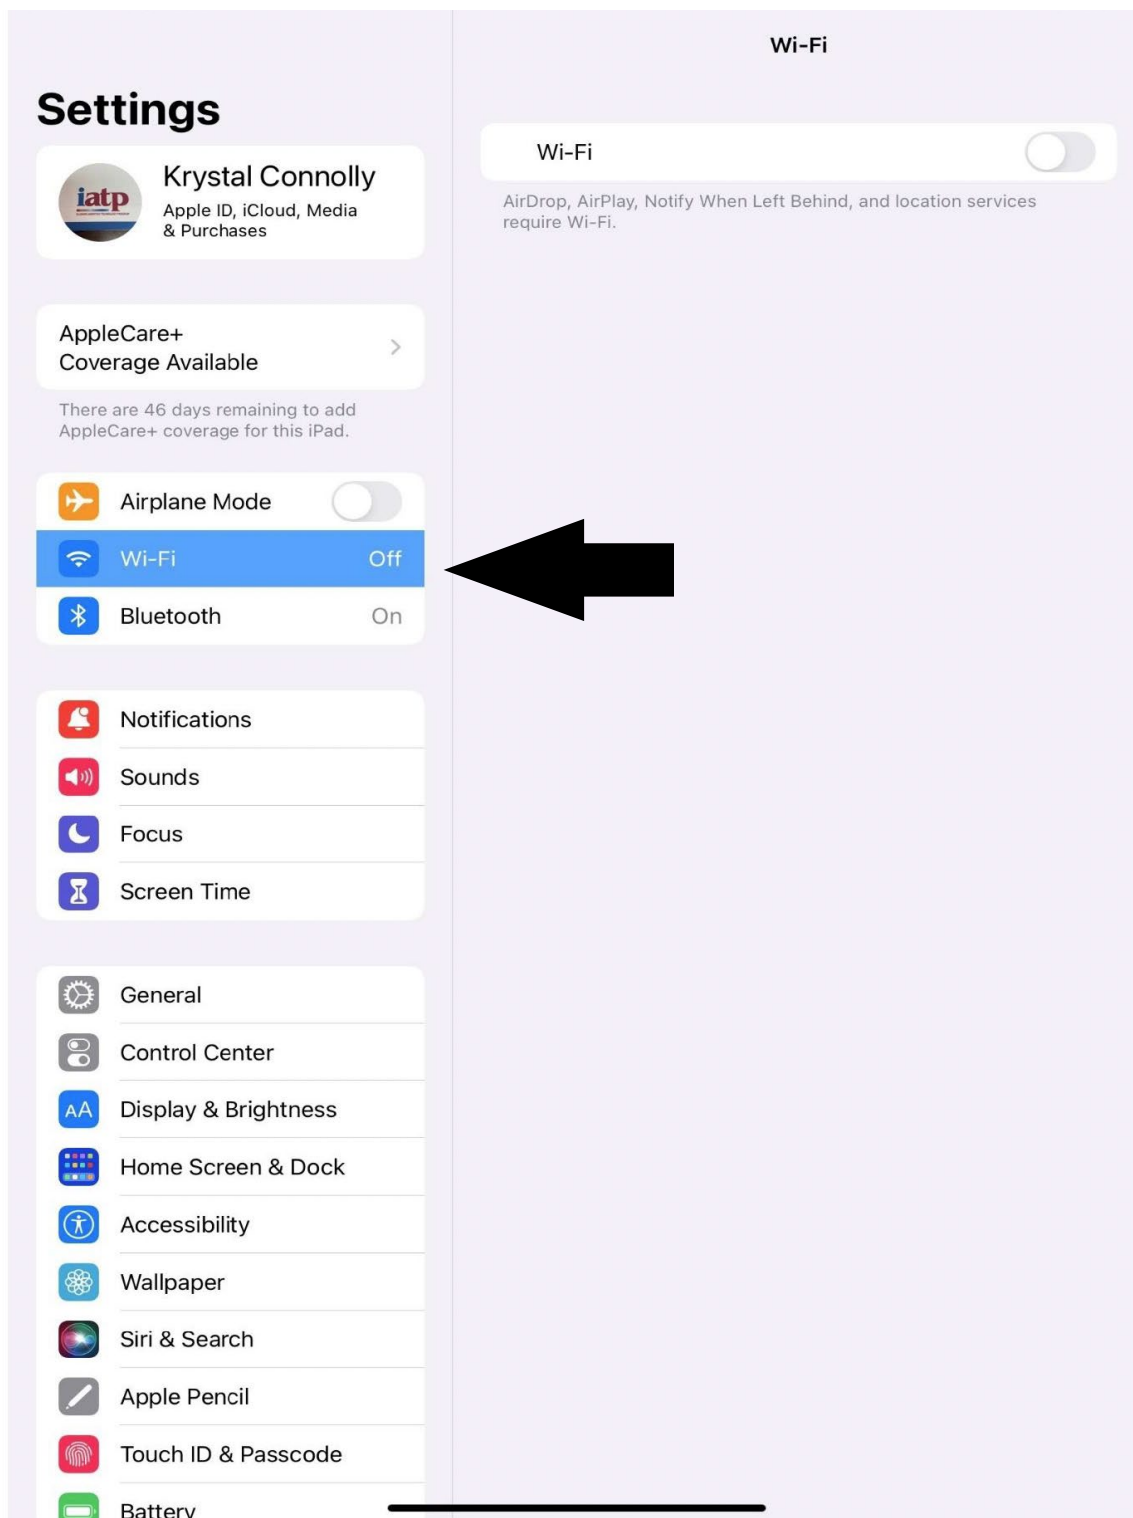 Wi-Fi
Settings
iatp
Krystal Connolly
Apple ID, iCloud, Media
& Purchases
Wi-Fi
AirDrop, AirPlay, Notify When Left Behind, and location services
require Wi-Fi.
AppleCare+
Coverage Available
There are 46 days remaining to add
AppleCare+ coverage for this iPad.
Airplane Mode
Wi-Fi Off
Bluetooth On
Notifications
Sounds
Focus
Screen Time
General
Control Center
AA Display & Brightness
Home Screen & Dock
Accessibility
Wallpaper
Siri & Search
Apple Pencil
Touch ID & Passcode
Battery